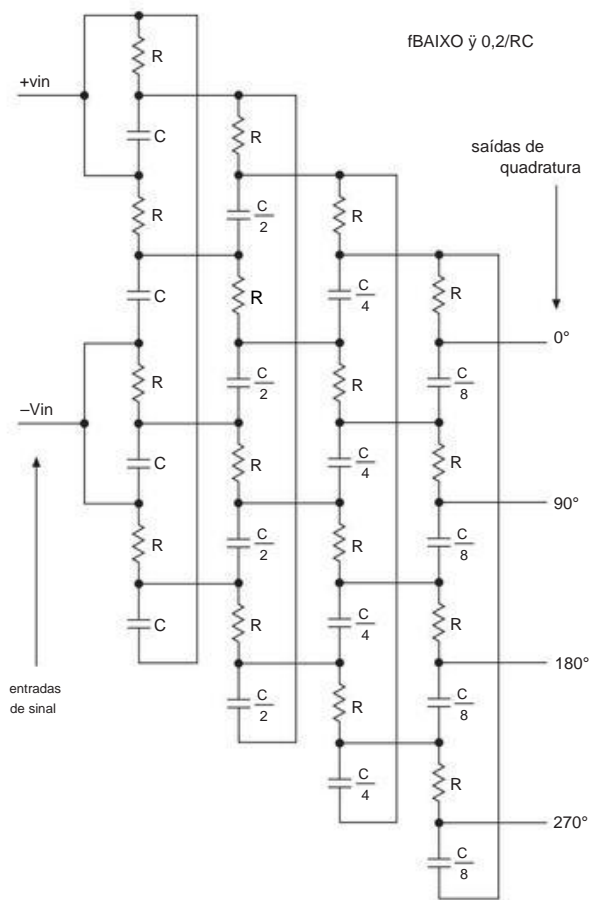 fBAIXO ÿ 0,2/RC
R
+vin
C
R
saídas de
quadratura
R
C
2
R
R
C
R
C
4
R
0°
R
C
2
R
C
8
–Vin
C
R
C
4
R
90°
R
C
2
R
C
8
C
R
C
4
R
180°
entradas
de sinal
C
2
R
C
8
C
4
R
270°
C
8